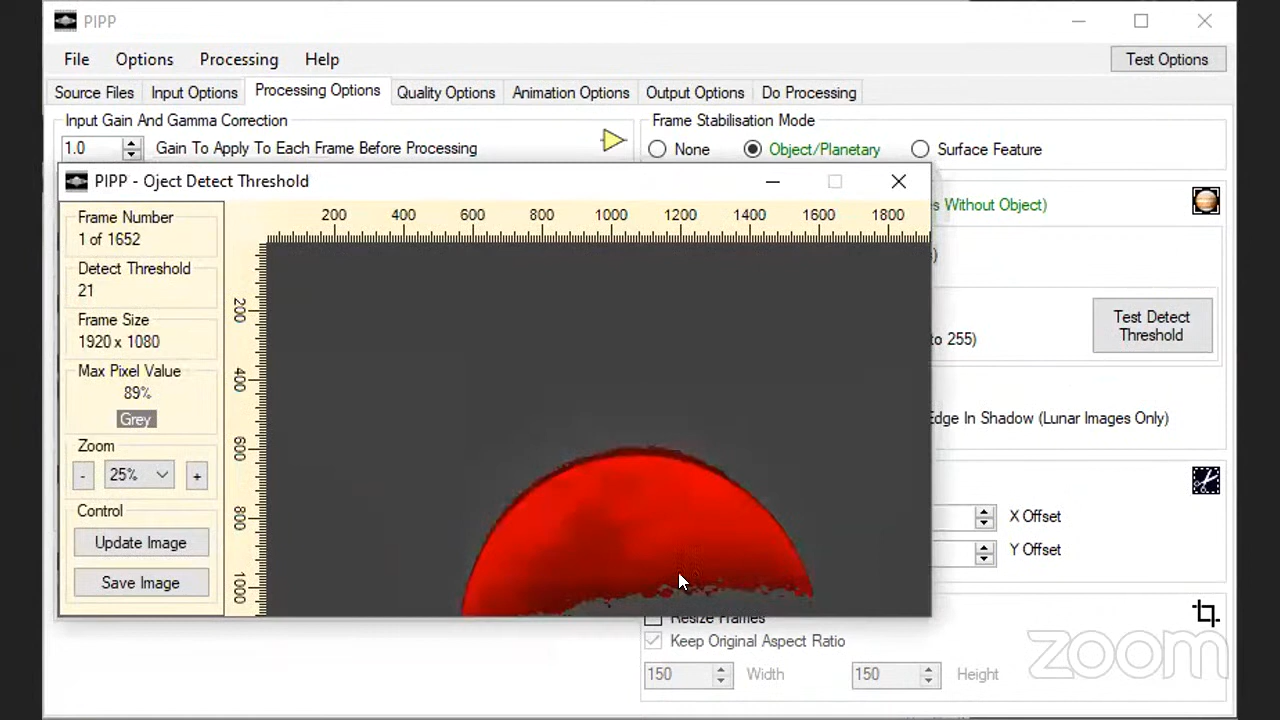 PIPP
File Options Processing Help Test Options
Source Files Input Options Processing Options Quality Options Animation Options Output Options Do Processing
Input Gain And Gamma Correction Frame Stabilisation Mode
1.0 Gain To Apply To Each Frame Before Processing None Object/Planetary Surface Feature
PIPP - Oject Detect Threshold
s Without Object)
Frame Number 200 400 600 800 1000 1200 1400 1600 1800
1 of 1652
Detect Threshold
21
200
Frame Size Test Detect
1920 x 1080 to 255) Threshold
Max Pixel Value 400
89%
Grey Edge In Shadow (Lunar Images Only)
Zoom 600
- 25% +
Control 800 X Offset
Update Image Y Offset
Save Image 1000
Resize Frames
Keep Original Aspect Ratio
150 Width 150 Height
zoom